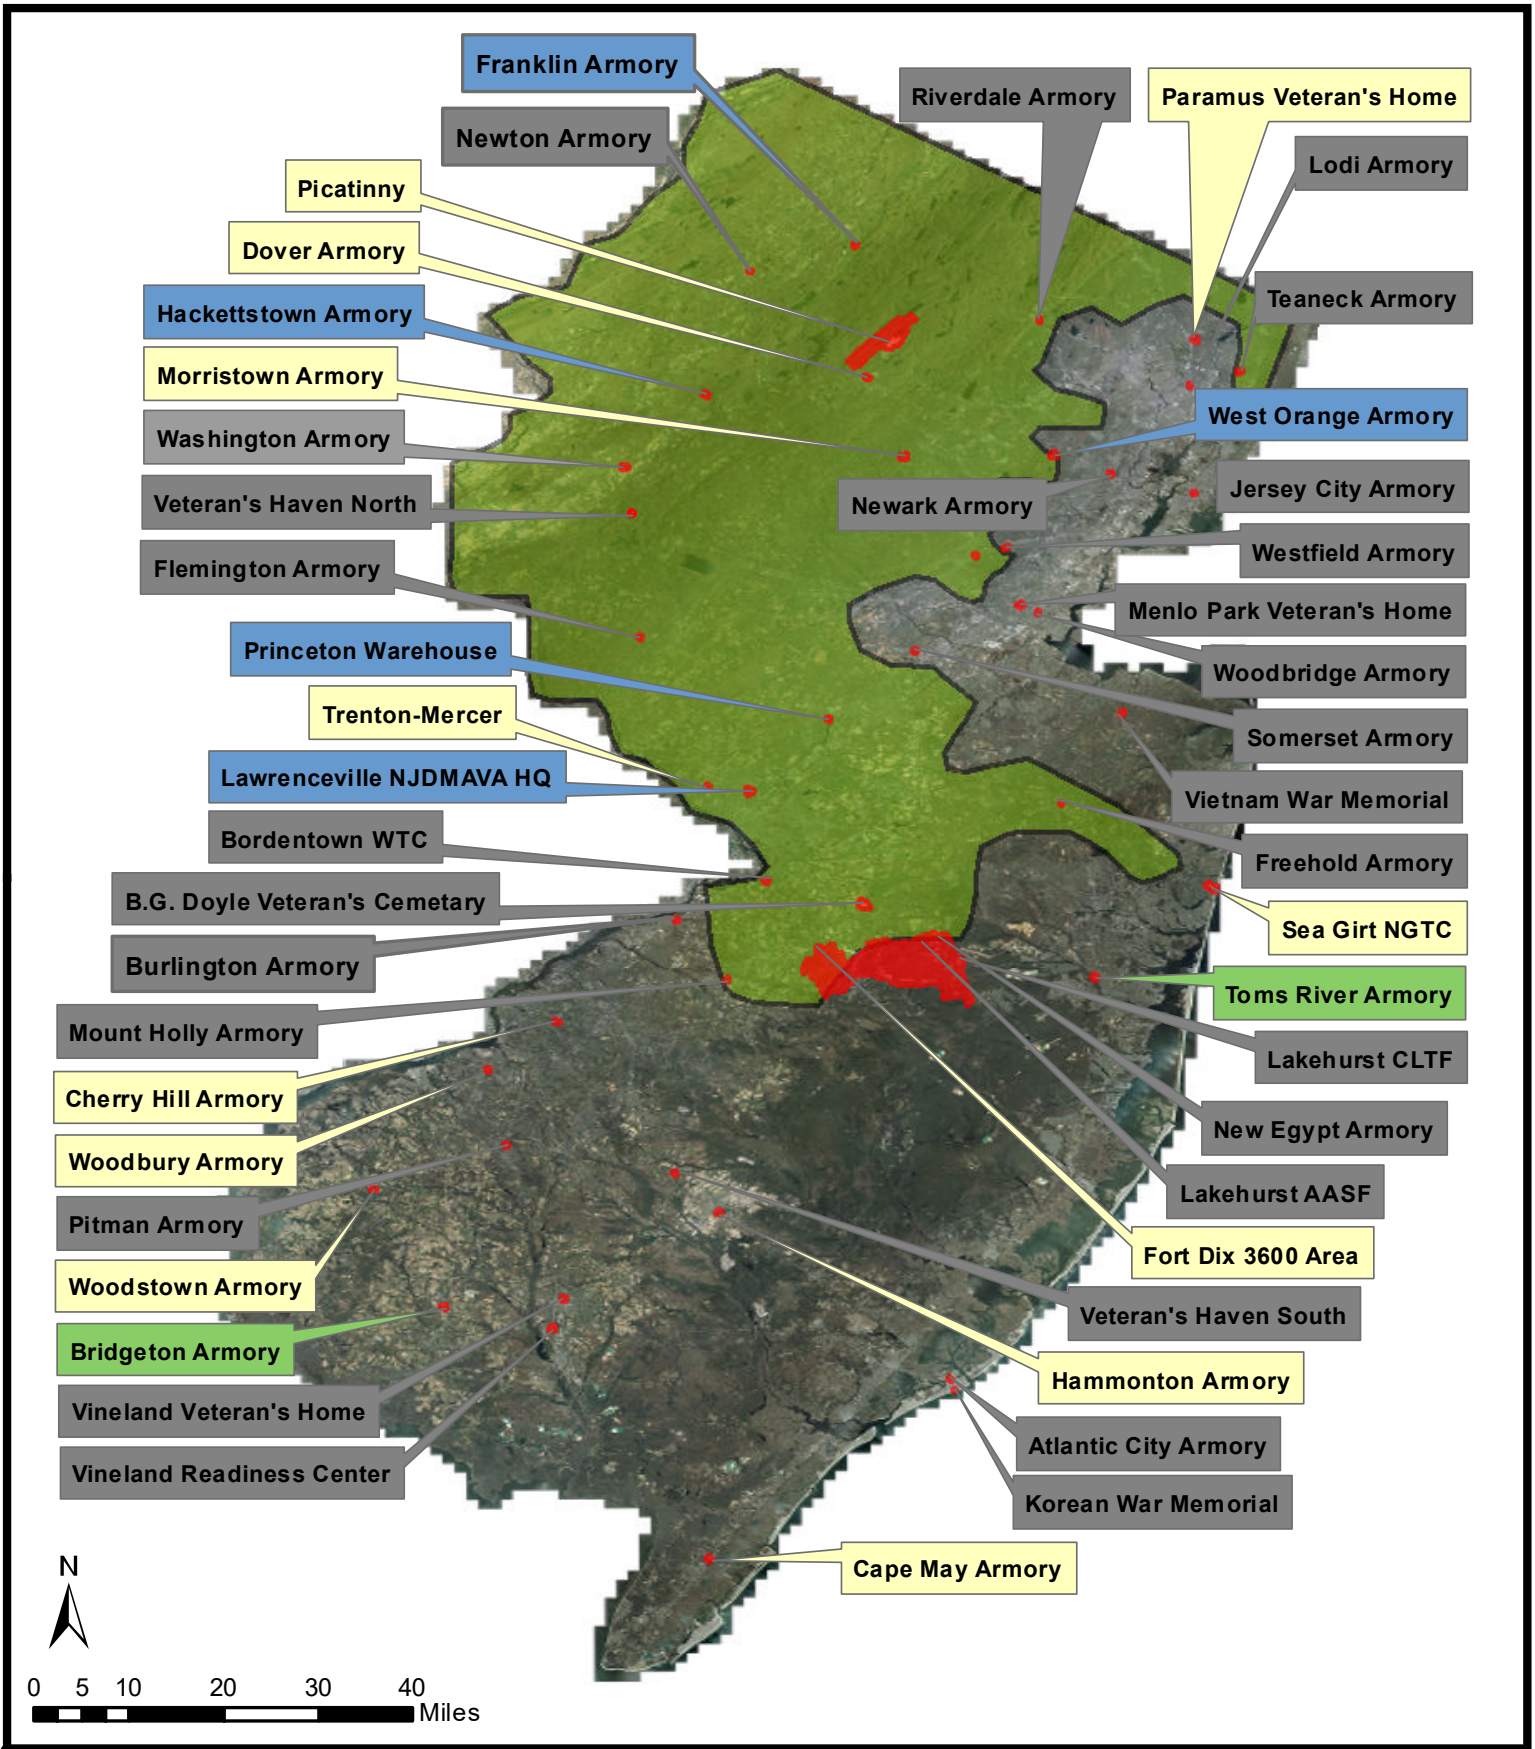 Franklin Armory
Riverdale Armory
Paramus Veteran's Home
Newton Armory
Lodi Armory
Picatinny
Dover Armory
Teaneck Armory
Hackettstown Armory
Morristown Armory
West Orange Armory
Washington Armory
Veteran's Haven North
Newark Armory
Jersey City Armory
Westfield Armory
Flemington Armory
Menlo Park Veteran's Home
Princeton Warehouse
Woodbridge Armory
Trenton-Mercer
Somerset Armory
Lawrenceville NJDMAVA HQ
Vietnam War Memorial
Bordentown WTC
Freehold Armory
B.G. Doyle Veteran's Cemetary
Sea Girt NGTC
Burlington Armory
Toms River Armory
Mount Holly Armory
Lakehurst CLTF
Cherry Hill Armory
New Egypt Armory
Woodbury Armory
Lakehurst AASF
Pitman Armory
Fort Dix 3600 Area
Woodstown Armory
Veteran's Haven South
Bridgeton Armory
Hammonton Armory
Vineland Veteran's Home
Atlantic City Armory
Vineland Readiness Center
Korean War Memorial
Cape May Armory
N
0 5 10 20 30 40
Miles